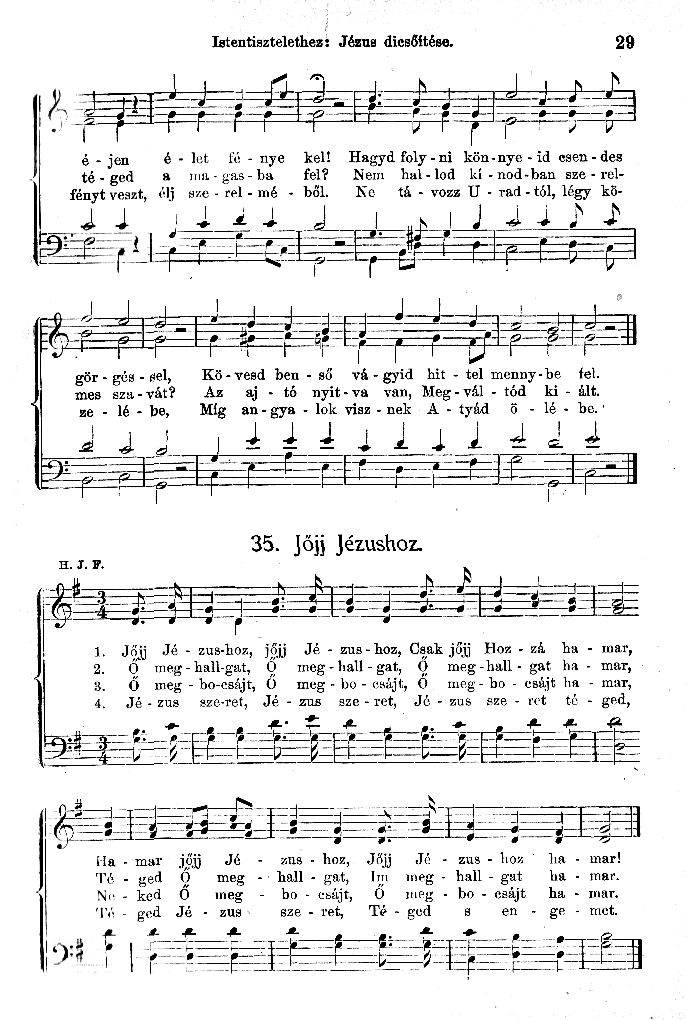 Istentisztelethez: Jézus dicsőítése. 29
é - jen é - let fé - nye kel! Hagyd foly - ni kön - nye - id csen - des
té - ged a ma - gas - ba fel? Nem hal - lod kí - nod - ban sze - rel-
fényt veszt, élj sze - rel - mé - ből. Ne tá - vozz U - rad - tól, légy kö-
gör - gés - sel, Kö - vesd ben - ső vá - gyid hit - tel menny - be fel.
mes sza - vát? Az aj - tó nyit - va van, Meg - vál - tód ki - ált.
ze - lé - be, Míg an - gya - lok visz - nek A - tyád ö - lé - be.
35. Jőjj Jézushoz.
H. J. F.
3/4
1. Jőjj Jé - zus-hoz, jőjj Jé - zus-hoz, Csak jőjj Hoz - zá ha - mar,
2. Ő meg - hall-gat, Ő meg - hall - gat, Ő meg - hall - gat ha - mar,
3. Ő meg - bo-csájt, Ő meg - bo - csájt, Ő meg - bo - csájt ha - mar,
4. Jé - zus sze-ret, Jé - zus sze - ret, Jé - zus sze - ret té - ged,
3/4
Ha - mar jőjj Jé - zus - hoz, Jőjj Jé - zus - hoz ha - mar!
Té - ged Ő meg - hall - gat, Im meg - hall - gat ha - mar.
Ne - ked Ő meg - bo - csájt, Ő meg - bo - csájt ha - mar.
Té - ged Jé - zus sze - ret, Té - ged s en - ge - met.